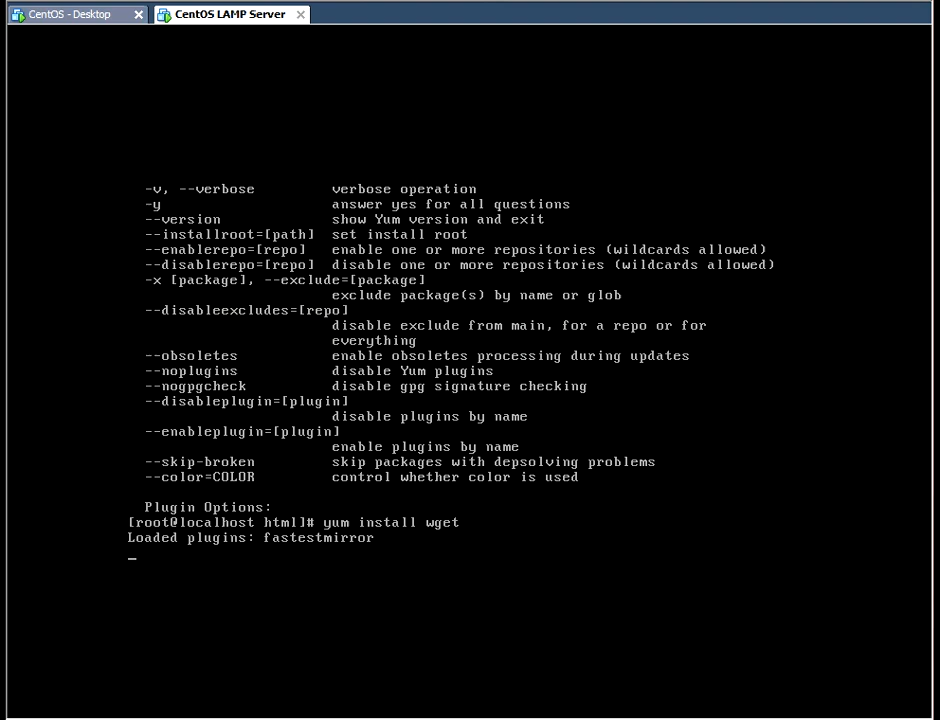 CentOS - Desktop
CentOS LAMP Server
-v, --verbose verbose operation
-y answer yes for all questions
--version show Yum version and exit
--installroot=[path] set install root
--enablerepo=[repo] enable one or more repositories (wildcards allowed)
--disablerepo=[repo] disable one or more repositories (wildcards allowed)
-x [package], --exclude=[package]
exclude package(s) by name or glob
--disableexcludes=[repo]
disable exclude from main, for a repo or for
everything
--obsoletes enable obsoletes processing during updates
--noplugins disable Yum plugins
--nogpgcheck disable gpg signature checking
--disableplugin=[plugin]
disable plugins by name
--enableplugin=[plugin]
enable plugins by name
--skip-broken skip packages with depsolving problems
--color=COLOR control whether color is used
Plugin Options:
[root@localhost html]# yum install wget
Loaded plugins: fastestmirror
_